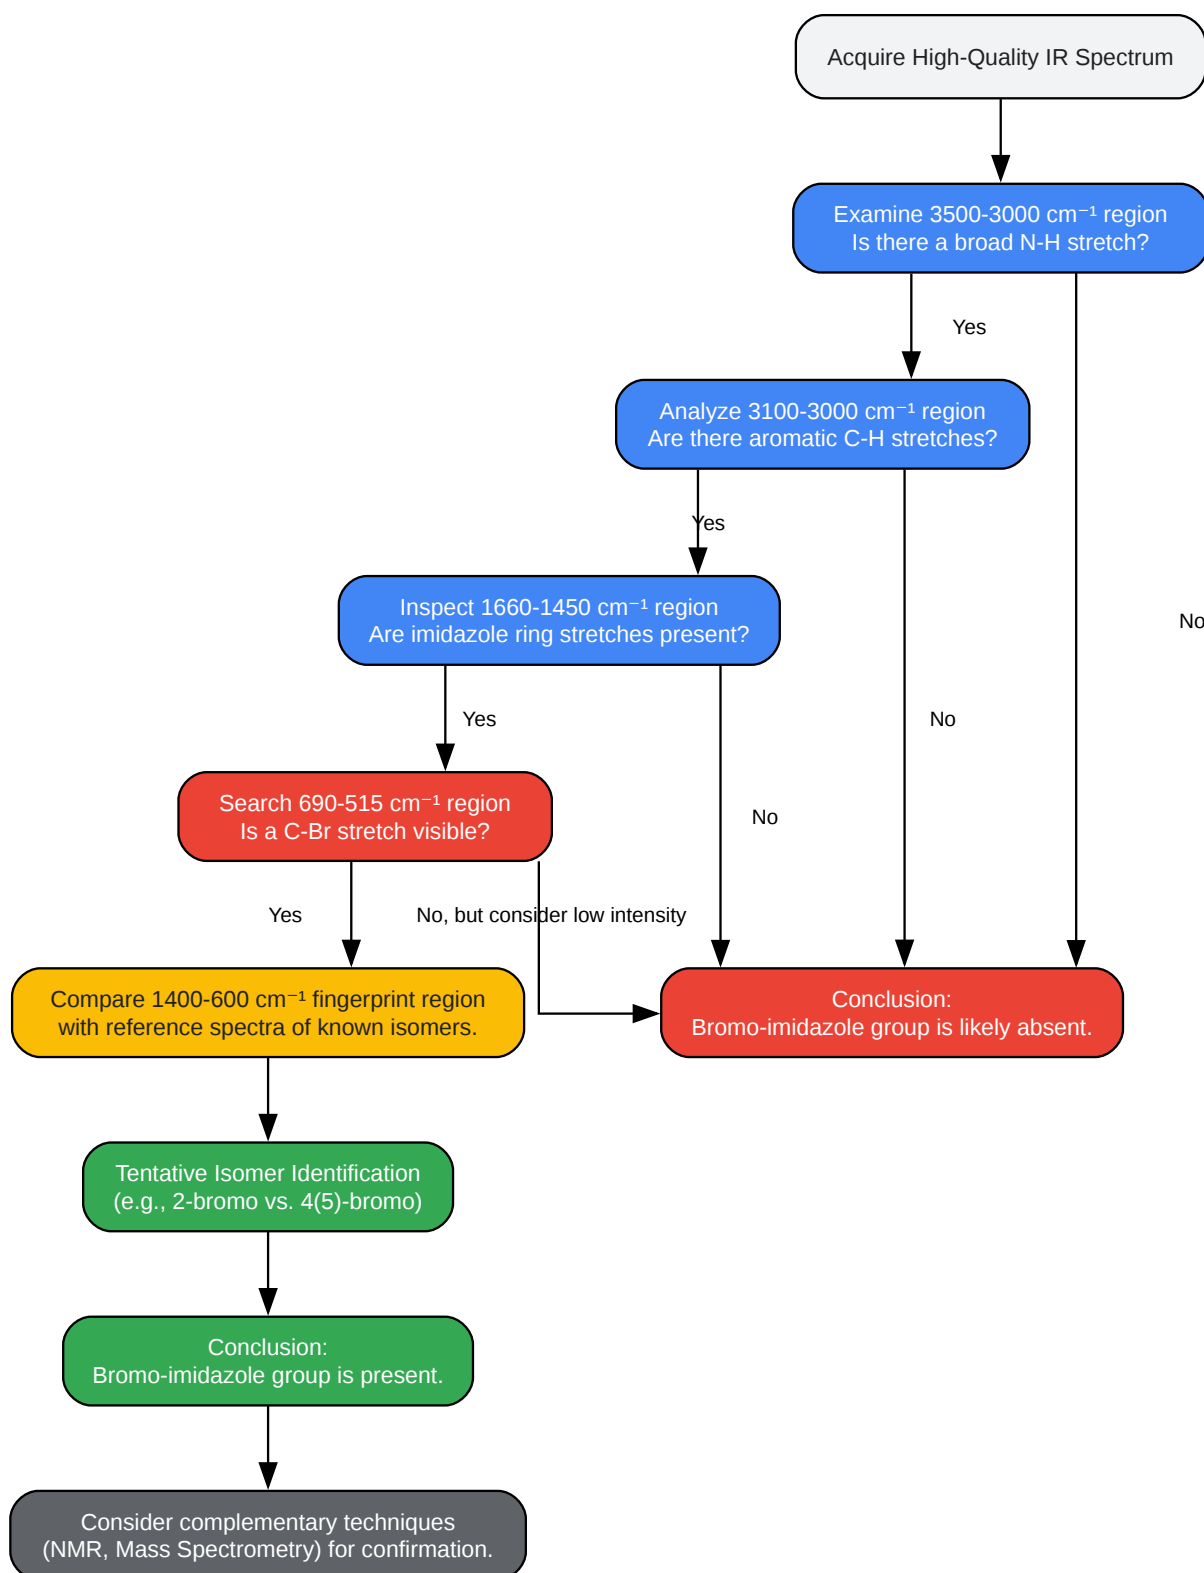 Acquire High-Quality IR Spectrum
Examine 3500-3000 cm⁻¹ region
Is there a broad N-H stretch?
Yes
Analyze 3100-3000 cm⁻¹ region
Are there aromatic C-H stretches?
Yes
Inspect 1660-1450 cm⁻¹ region
Are imidazole ring stretches present?
No
Yes
No
Search 690-515 cm⁻¹ region
Is a C-Br stretch visible?
No
Yes
No, but consider low intensity
Compare 1400-600 cm⁻¹ fingerprint region
with reference spectra of known isomers.
Conclusion:
Bromo-imidazole group is likely absent.
Tentative Isomer Identification
(e.g., 2-bromo vs. 4(5)-bromo)
Conclusion:
Bromo-imidazole group is present.
Consider complementary techniques
(NMR, Mass Spectrometry) for confirmation.